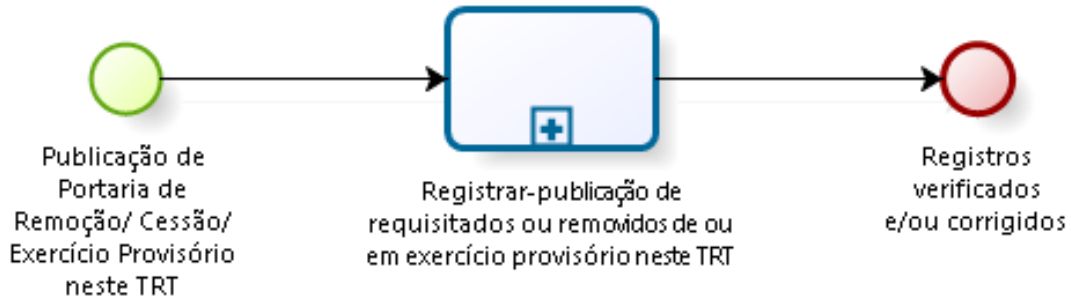 Publicação de
Portaria de
Remoção/ Cessão/
Exercício Provisório
neste TRT
Registrar-publicação de
requisitados ou removidos de ou
em exercício provisório neste TRT
Registros
verificados
e/ou corrigidos